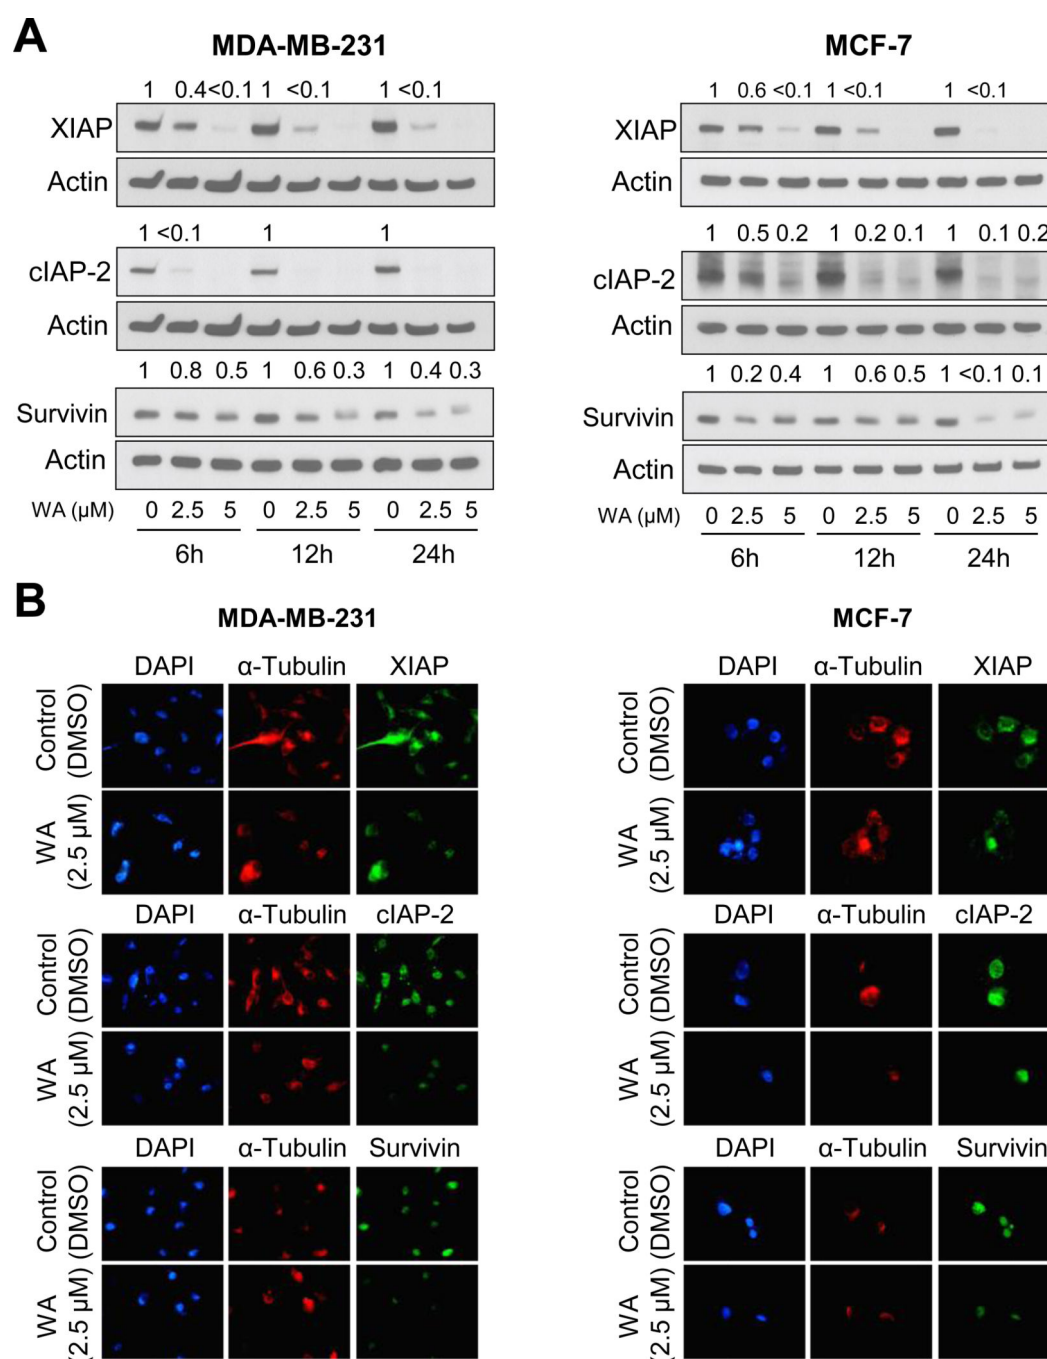 A
MDA-MB-231
MCF-7
1 0.4 <0.1 1 <0.1 1 <0.1
XIAP
Actin
1 <0.1 1 1
cIAP-2
Actin
1 0.8 0.5 1 0.6 0.3 1 0.4 0.3
Survivin
Actin
WA (µM) 0 2.5 5 0 2.5 5 0 2.5 5
6h 12h 24h
1 0.6 <0.1 1 <0.1 1 <0.1
XIAP
Actin
1 0.5 0.2 1 0.2 0.1 1 0.1 0.2
cIAP-2
Actin
1 0.2 0.4 1 0.6 0.5 1 <0.1 0.1
Survivin
Actin
WA (µM) 0 2.5 5 0 2.5 5 0 2.5 5
6h 12h 24h
B
MDA-MB-231
MCF-7
DAPI α-Tubulin XIAP
Control
(DMSO)
WA
(2.5 µM)
DAPI α-Tubulin cIAP-2
Control
(DMSO)
WA
(2.5 µM)
DAPI α-Tubulin Survivin
Control
(DMSO)
WA
(2.5 µM)
DAPI α-Tubulin XIAP
Control
(DMSO)
WA
(2.5 µM)
DAPI α-Tubulin cIAP-2
Control
(DMSO)
WA
(2.5 µM)
DAPI α-Tubulin Survivin
Control
(DMSO)
WA
(2.5 µM)